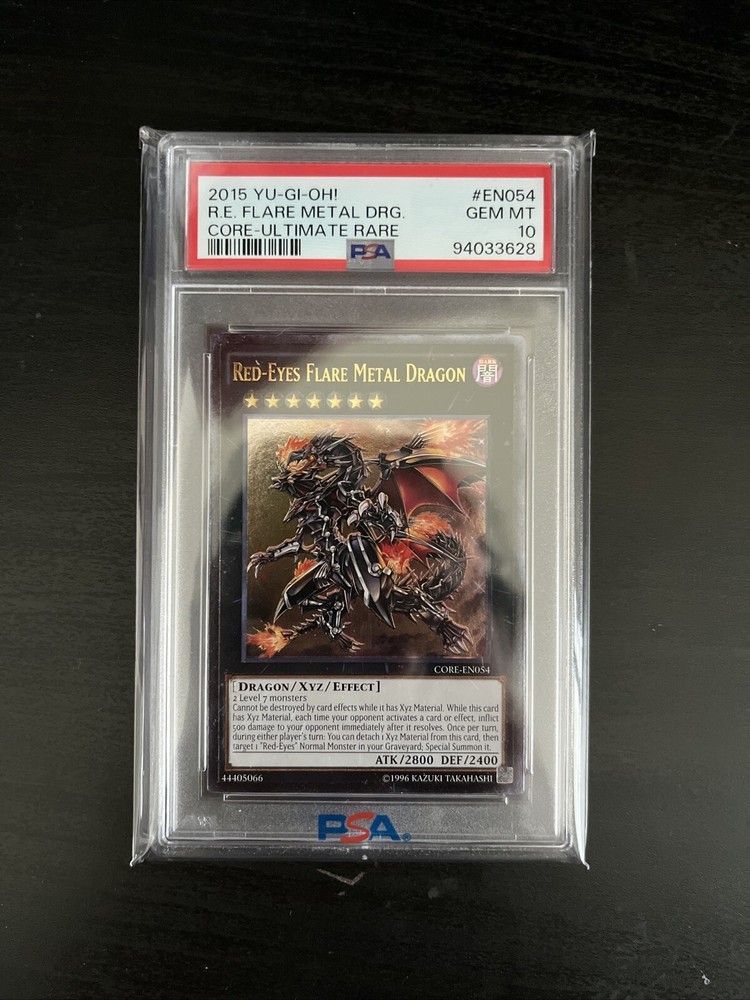 2015 YU-GI-OH! #EN054
R.E. FLARE METAL DRG. GEM MT
CORE-ULTIMATE RARE 10
PSA 94033628
RED-EYES FLARE METAL DRAGON
DARK
闇
CORE-EN054
[DRAGON/XYZ/EFFECT]
2 Level 7 monsters
Cannot be destroyed by card effects while it has Xyz Material. While this card
has Xyz Material, each time your opponent activates a card or effect, inflict
500 damage to your opponent immediately after it resolves. Once per turn,
during either player's turn: You can detach 1 Xyz Material from this card, then
target 1 "Red-Eyes" Normal Monster in your Graveyard; Special Summon it.
ATK/2800 DEF/2400
44405066 ©1996 KAZUKI TAKAHASHI
PSA®